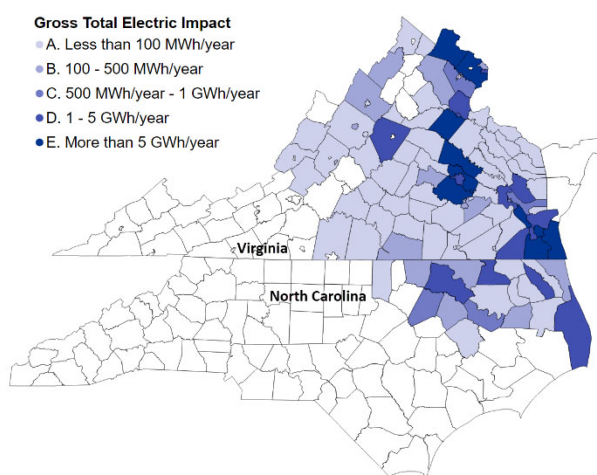 Gross Total Electric Impact
A. Less than 100 MWh/year
B. 100 - 500 MWh/year
C. 500 MWh/year - 1 GWh/year
D. 1 - 5 GWh/year
E. More than 5 GWh/year
Virginia
North Carolina